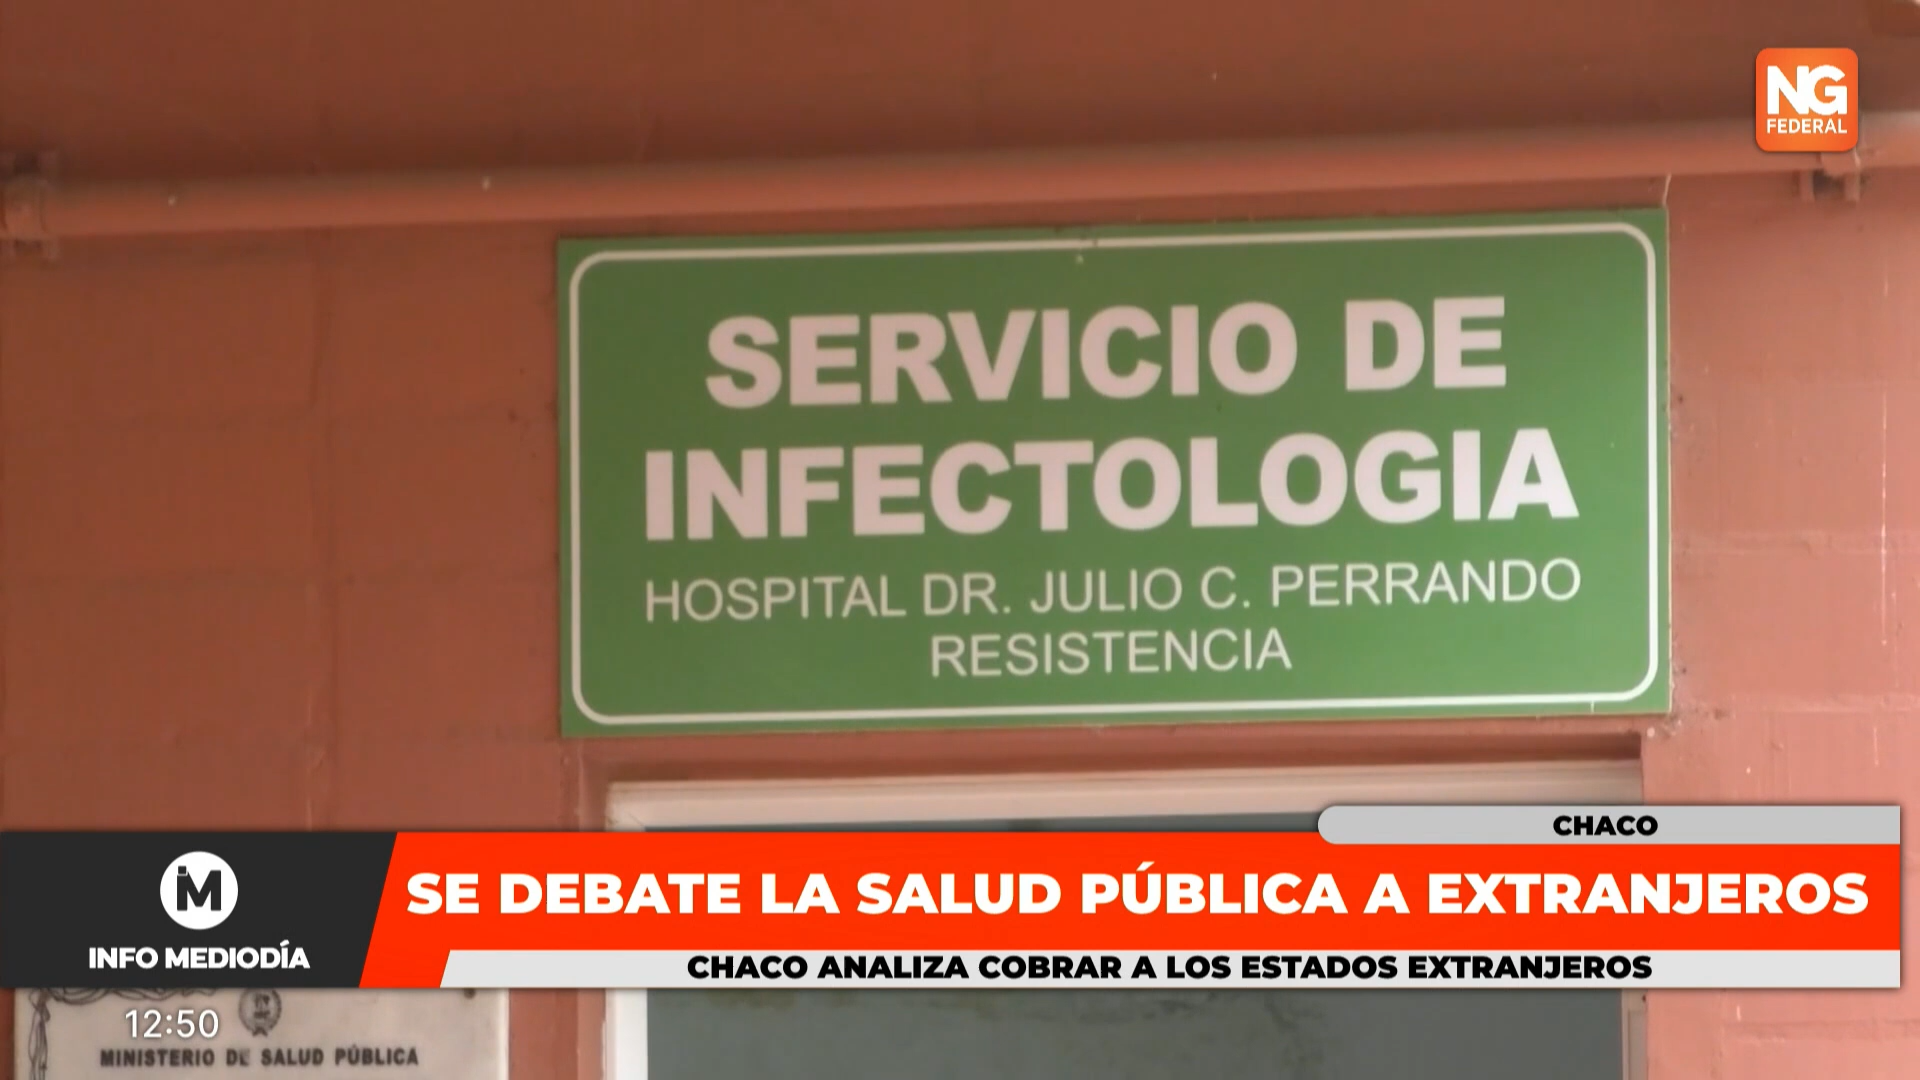 NG
FEDERAL
SERVICIO DE
INFECTOLOGIA
HOSPITAL DR. JULIO C. PERRANDO
RESISTENCIA
CHACO
SE DEBATE LA SALUD PÚBLICA A EXTRANJEROS
CHACO ANALIZA COBRAR A LOS ESTADOS EXTRANJEROS
iM
INFO MEDIODÍA
12:50
MINISTERIO DE SALUD PÚBLICA